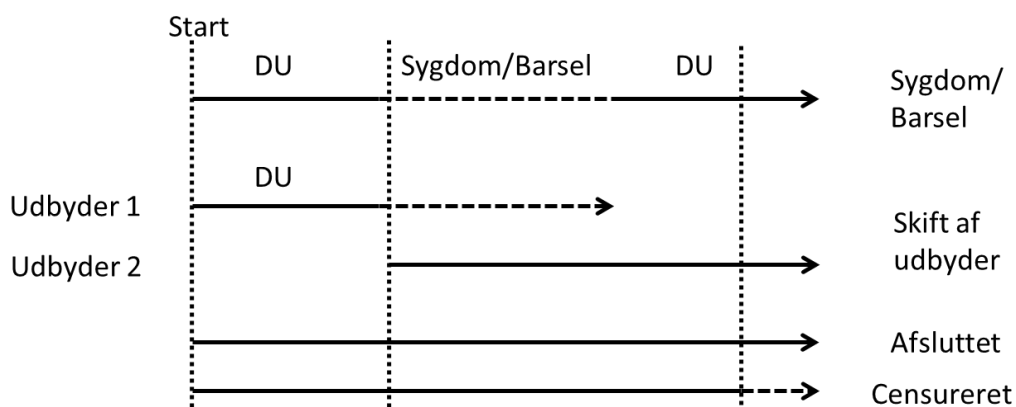 Start
DU
Sygdom/Barsel
DU
Sygdom/
Barsel
DU
Udbyder 1
Skift af
udbyder
Udbyder 2
Afsluttet
Censureret